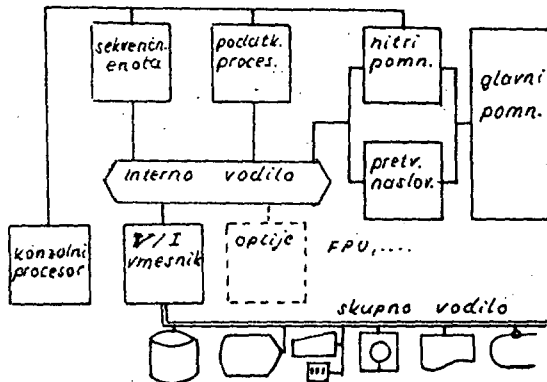 sekvenčn.
enota
podatk.
proces.
hitri
pomn.
glavni
pomn.
Interno vodilo
pretv.
naslov.
konzolni
procesor
V/I
vmesnik
opcije
FPU,....
skupno vodilo